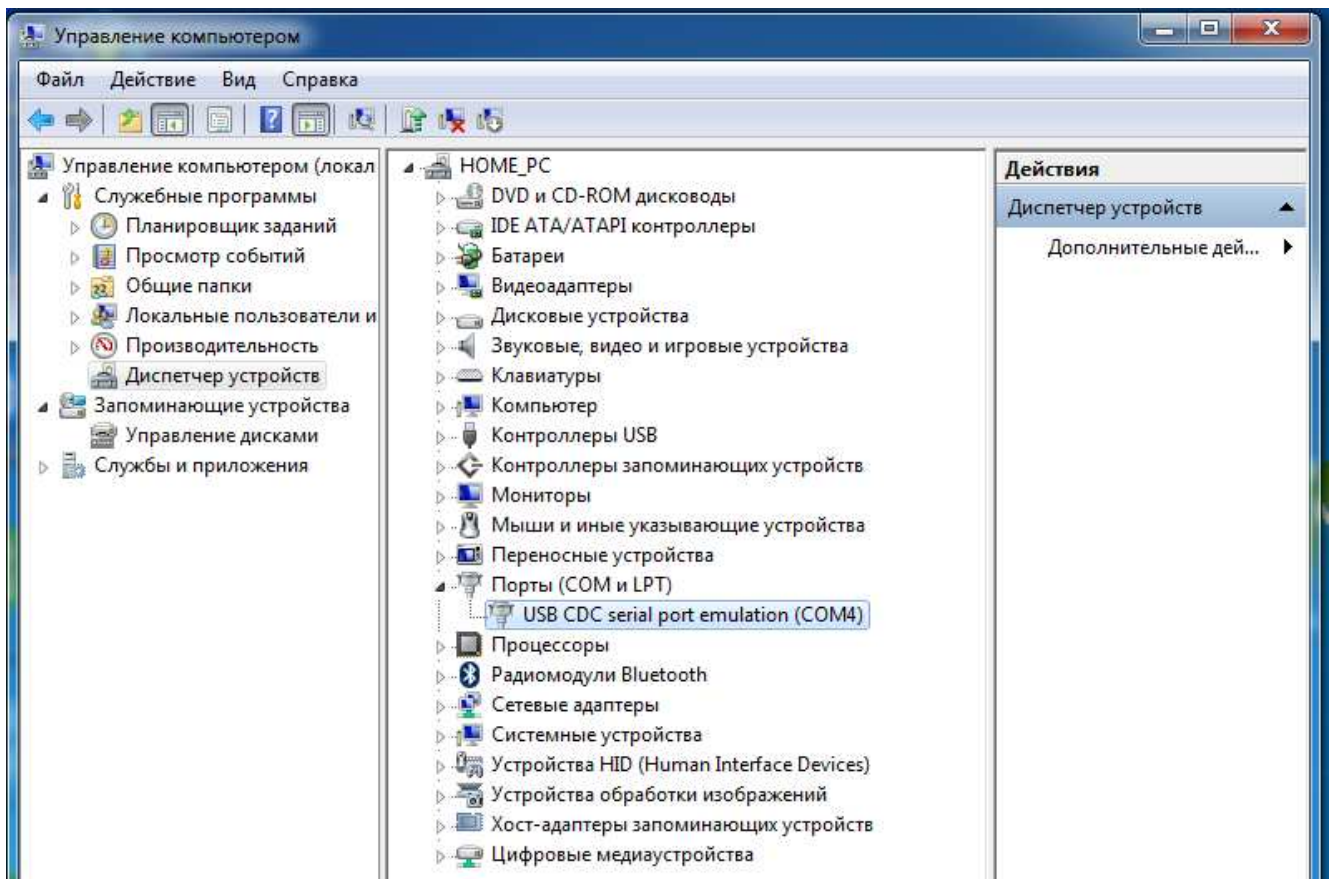 Управление компьютером
Файл Действие Вид Справка
Управление компьютером (локал
Служебные программы
Планировщик заданий
Просмотр событий
Общие папки
Локальные пользователи и
Производительность
Диспетчер устройств
Запоминающие устройства
Управление дисками
Службы и приложения
HOME_PC
DVD и CD-ROM дисководы
IDE ATA/ATAPI контроллеры
Батареи
Видеоадаптеры
Дисковые устройства
Звуковые, видео и игровые устройства
Клавиатуры
Компьютер
Контроллеры USB
Контроллеры запоминающих устройств
Мониторы
Мыши и иные указывающие устройства
Переносные устройства
Порты (COM и LPT)
USB CDC serial port emulation (COM4)
Процессоры
Радиомодули Bluetooth
Сетевые адаптеры
Системные устройства
Устройства HID (Human Interface Devices)
Устройства обработки изображений
Хост-адаптеры запоминающих устройств
Цифровые медиаустройства
Действия
Диспетчер устройств
Дополнительные дей...